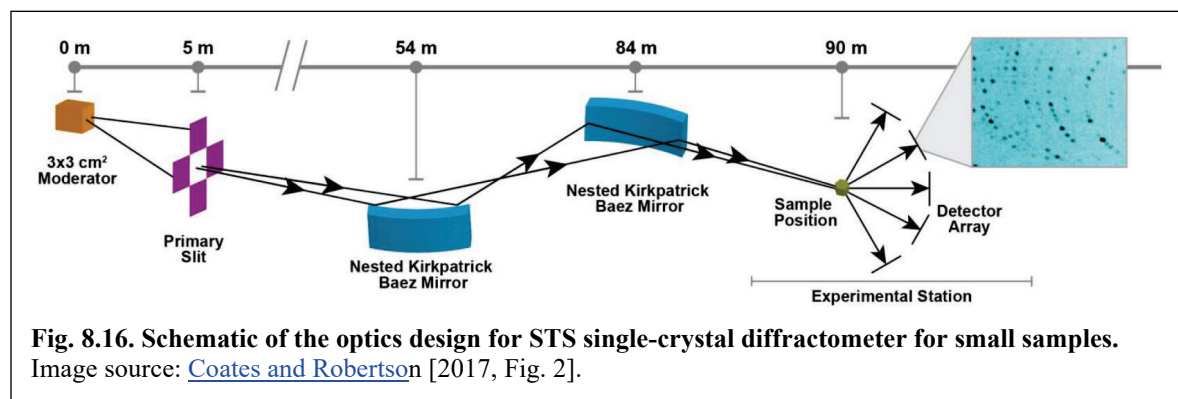 0 m
5 m
54 m
84 m
90 m
3x3 cm²
Moderator
Primary
Slit
Nested Kirkpatrick
Baez Mirror
Nested Kirkpatrick
Baez Mirror
Sample
Position
Detector
Array
Experimental Station
Fig. 8.16. Schematic of the optics design for STS single-crystal diffractometer for small samples.
Image source: Coates and Robertson [2017, Fig. 2].